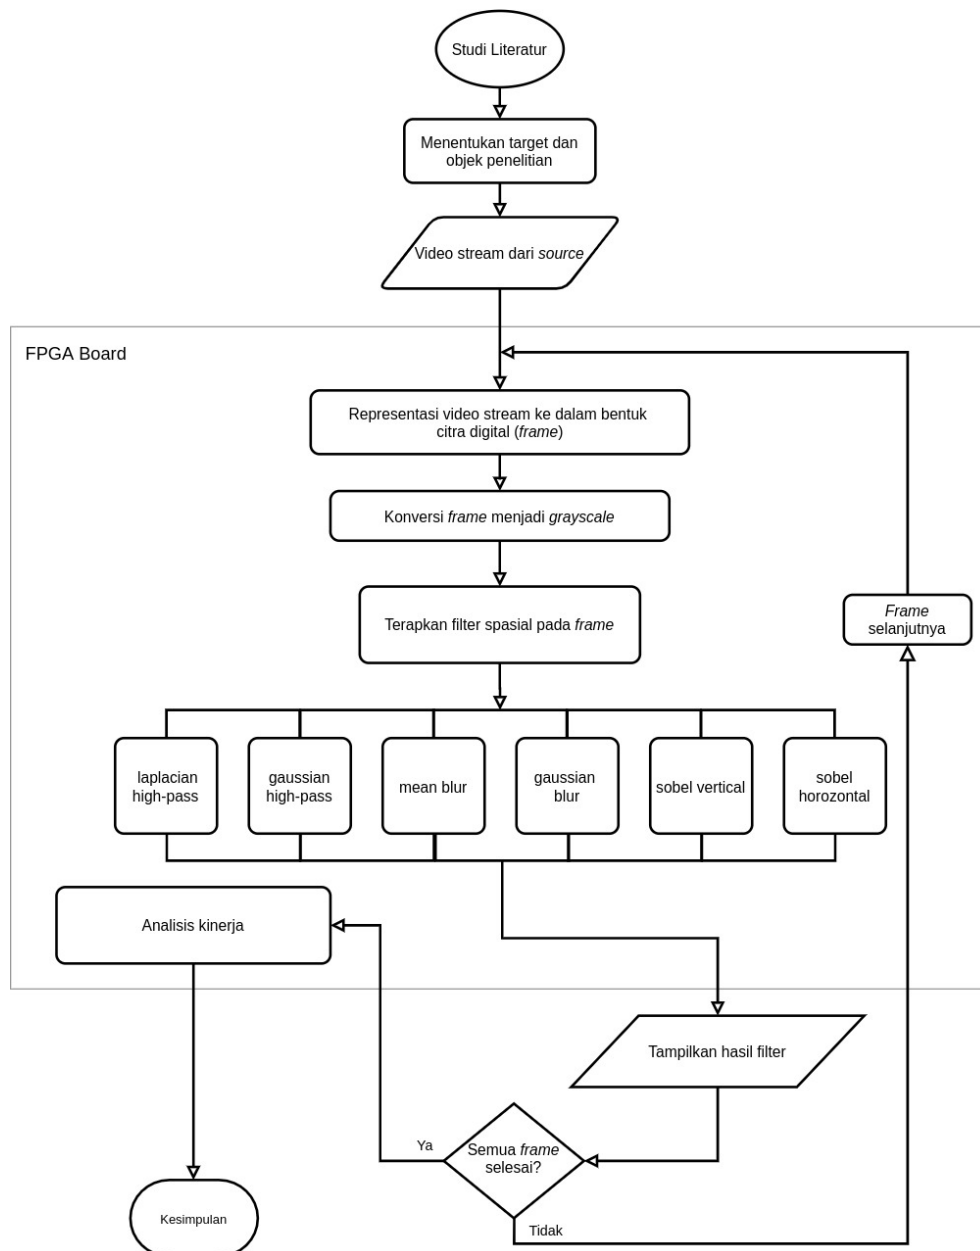 Studi Literatur
Menentukan target dan
objek penelitian
Video stream dari source
FPGA Board
Representasi video stream ke dalam bentuk
citra digital (frame)
Konversi frame menjadi grayscale
Terapkan filter spasial pada frame
Frame
selanjutnya
laplacian
high-pass
gaussian
high-pass
mean blur
gaussian
blur
sobel vertical
sobel
horozontal
Analisis kinerja
Tampilkan hasil filter
Ya
Semua frame
selesai?
Tidak
Kesimpulan